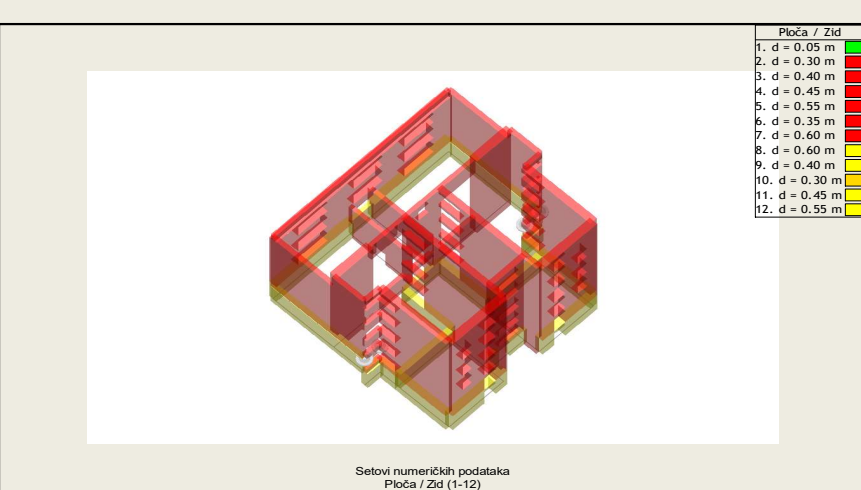 Ploča / Zid
1. d = 0.05 m
2. d = 0.30 m
3. d = 0.40 m
4. d = 0.45 m
5. d = 0.55 m
6. d = 0.35 m
7. d = 0.60 m
8. d = 0.60 m
9. d = 0.40 m
10. d = 0.30 m
11. d = 0.45 m
12. d = 0.55 m
Setovi numeričkih podataka
Ploča / Zid (1-12)